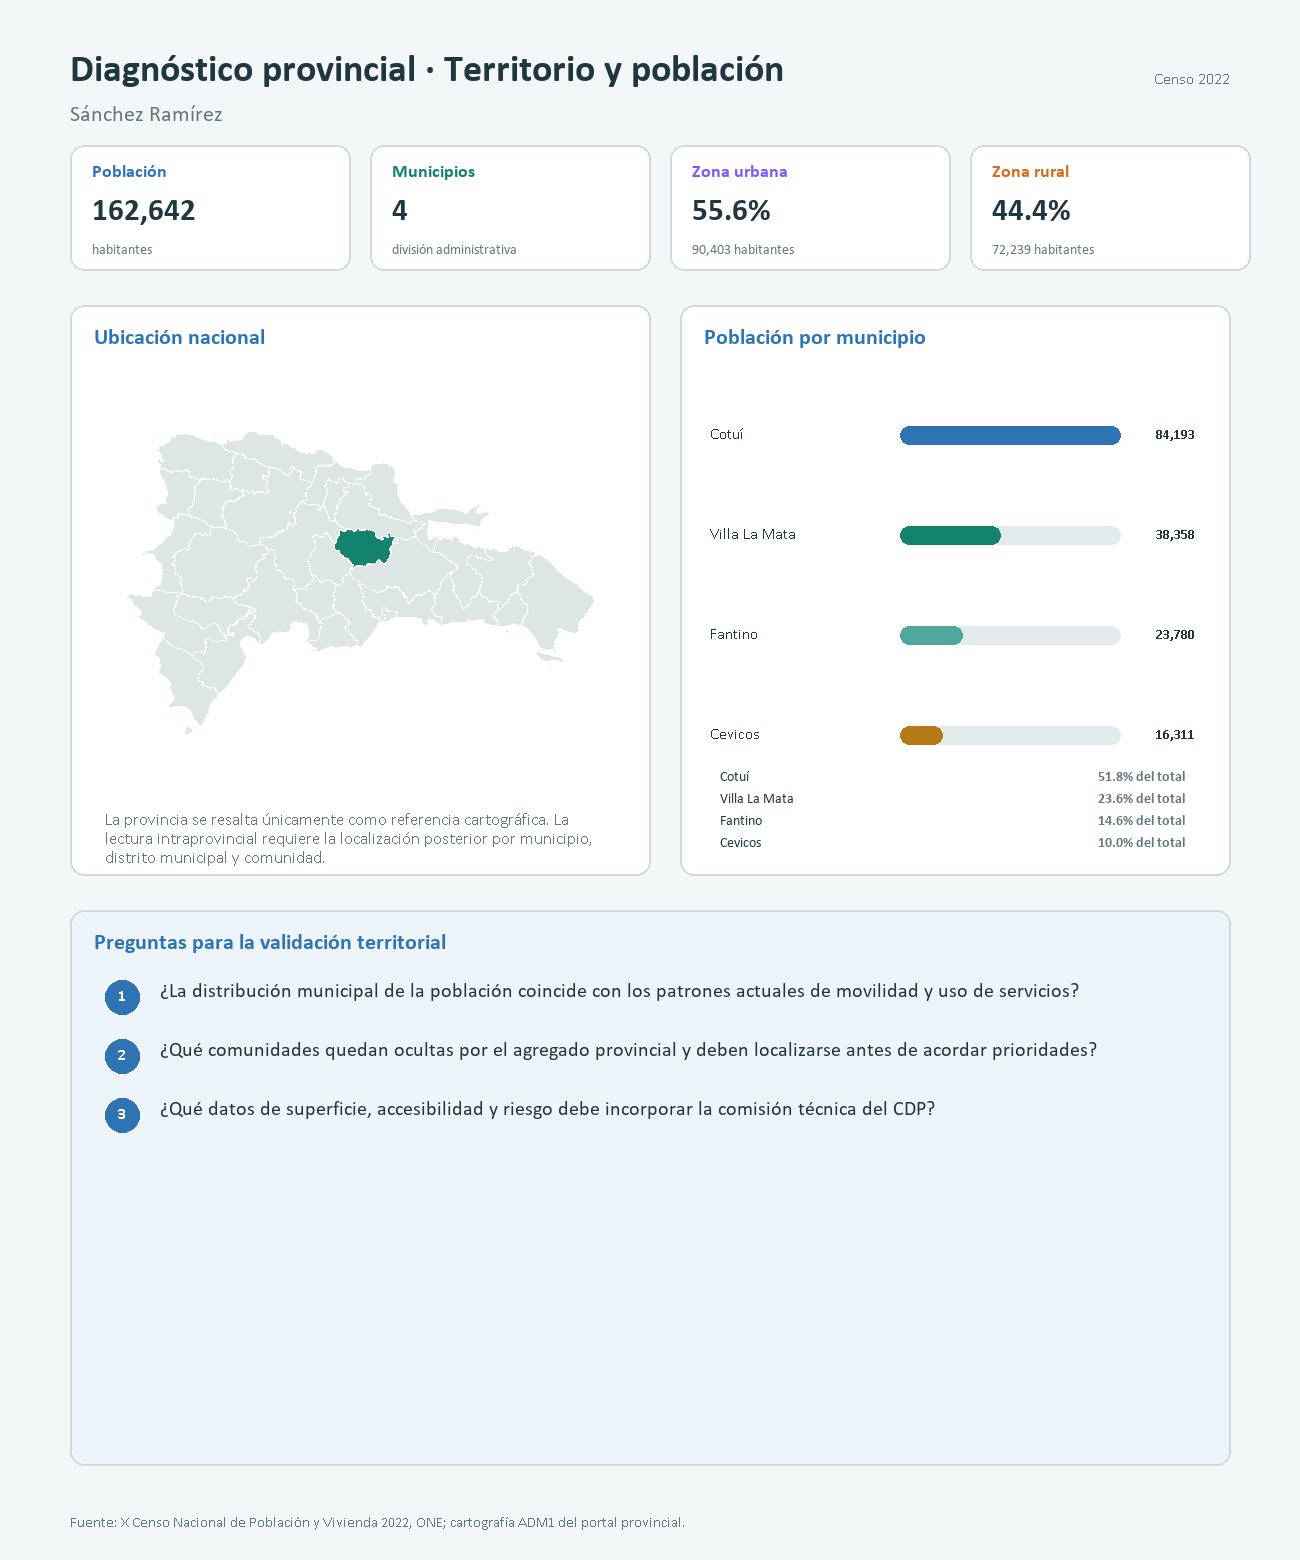 Diagnóstico provincial · Territorio y población
Censo 2022
Sánchez Ramírez
Población
162,642
habitantes
Municipios
4
división administrativa
Zona urbana
55.6%
90,403 habitantes
Zona rural
44.4%
72,239 habitantes
Ubicación nacional
La provincia se resalta únicamente como referencia cartográfica. La
lectura intraprovincial requiere la localización posterior por municipio,
distrito municipal y comunidad.
Población por municipio
Cotuí 84,193
Villa La Mata 38,358
Fantino 23,780
Cevicos 16,311
Cotuí 51.8% del total
Villa La Mata 23.6% del total
Fantino 14.6% del total
Cevicos 10.0% del total
Preguntas para la validación territorial
1 ¿La distribución municipal de la población coincide con los patrones actuales de movilidad y uso de servicios?
2 ¿Qué comunidades quedan ocultas por el agregado provincial y deben localizarse antes de acordar prioridades?
3 ¿Qué datos de superficie, accesibilidad y riesgo debe incorporar la comisión técnica del CDP?
Fuente: X Censo Nacional de Población y Vivienda 2022, ONE; cartografía ADM1 del portal provincial.